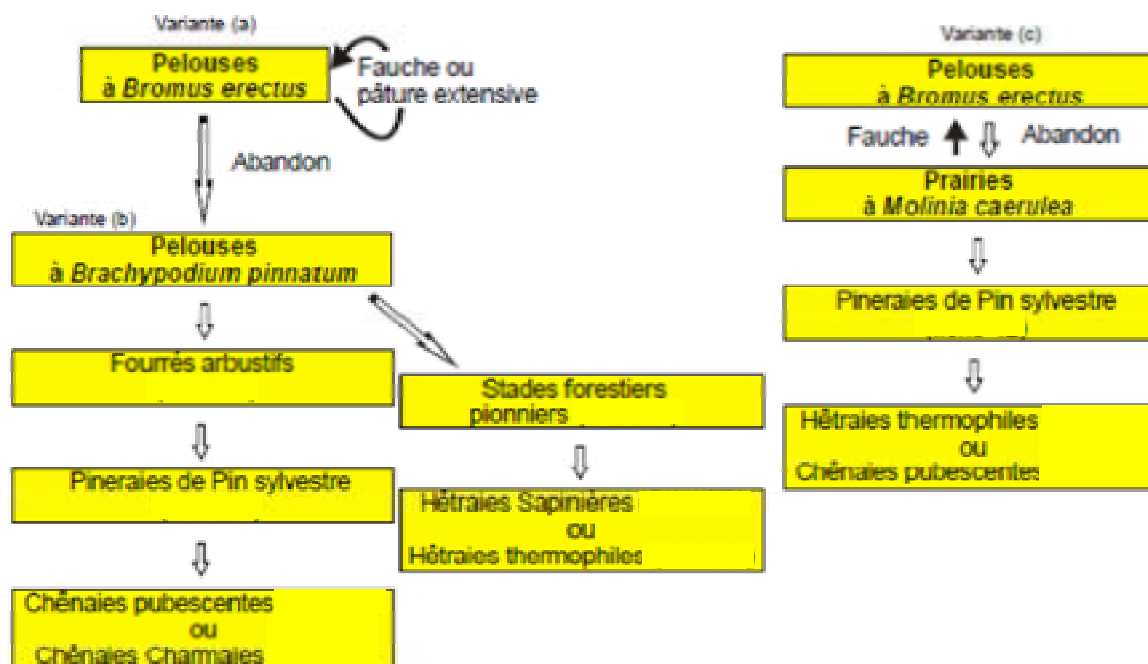 Variante (a)
Pelouses
à Bromus erectus
Fauche ou
pâture extensive
Abandon
Variante (b)
Pelouses
à Brachypodium pinnatum
Fourrés arbustifs
Pineraies de Pin sylvestre
Chênaies pubescentes
ou
Chênaies Charmaies
Stades forestiers
pionniers
Hêtraies Sapinières
ou
Hêtraies thermophiles
Variante (c)
Pelouses
à Bromus erectus
Fauche
Abandon
Prairies
à Molinia caerulea
Pineraies de Pin sylvestre
Hêtraies thermophiles
ou
Chênaies pubescentes